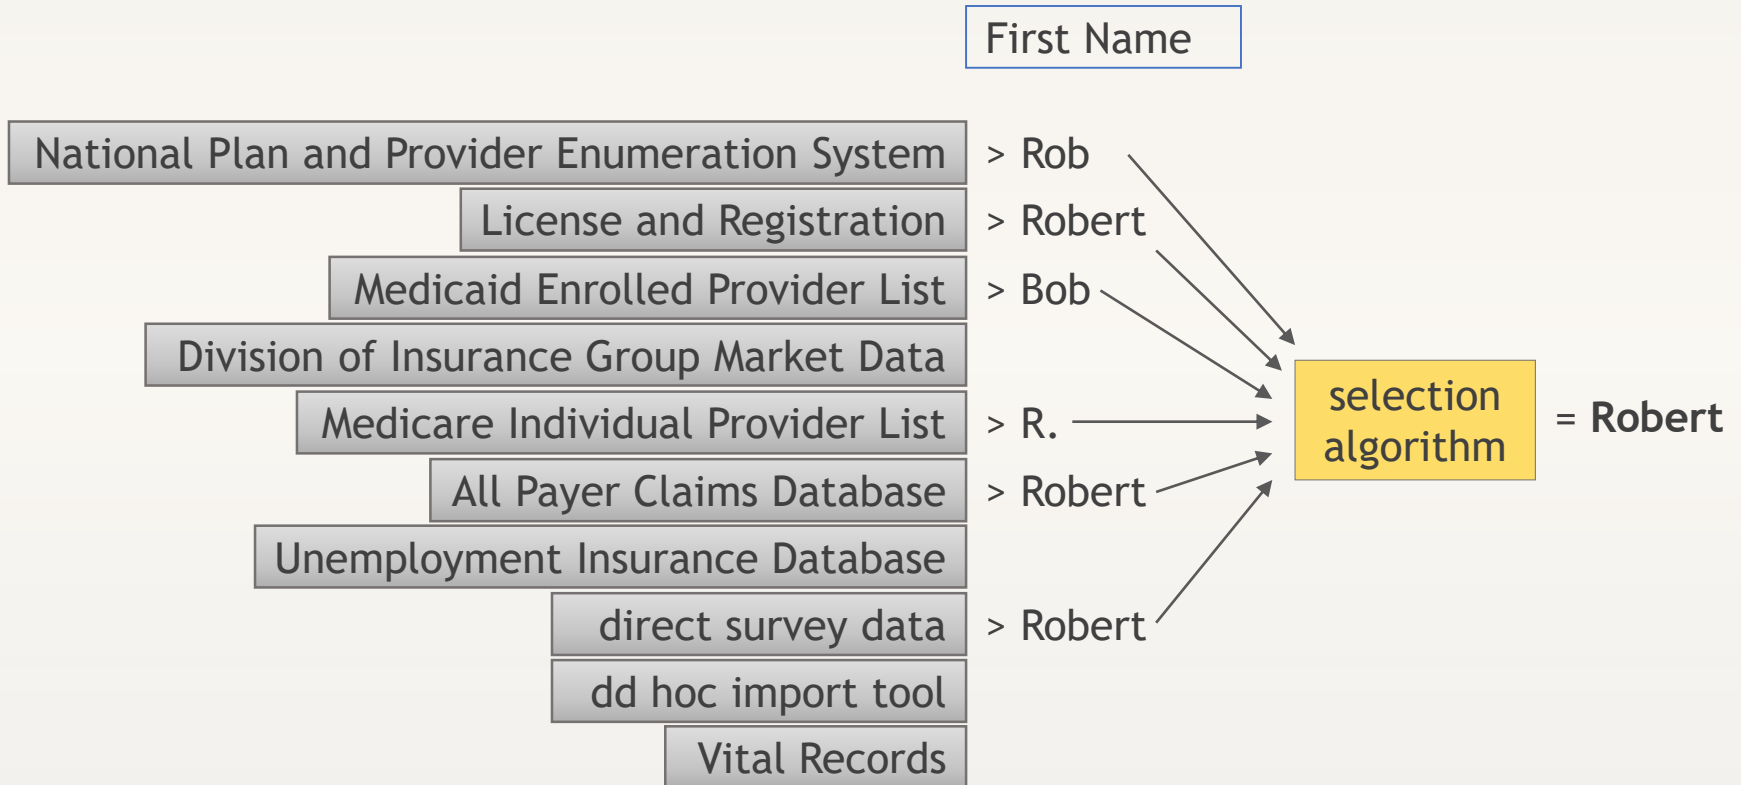 First Name
National Plan and Provider Enumeration System > Rob
License and Registration > Robert
Medicaid Enrolled Provider List > Bob
Division of Insurance Group Market Data
Medicare Individual Provider List > R.
All Payer Claims Database > Robert
Unemployment Insurance Database
direct survey data > Robert
dd hoc import tool
Vital Records
selection
algorithm
= Robert